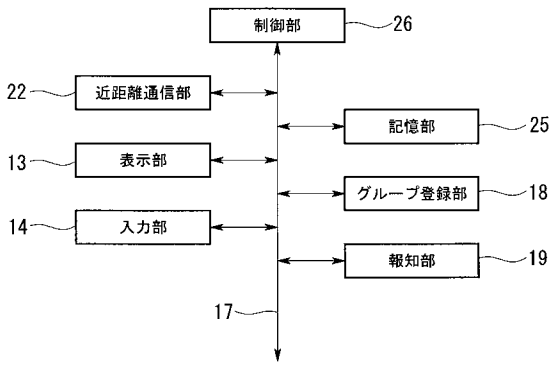 制御部 26
22 近距離通信部
記憶部 25
13 表示部
グループ登録部 18
14 入力部
報知部 19
17